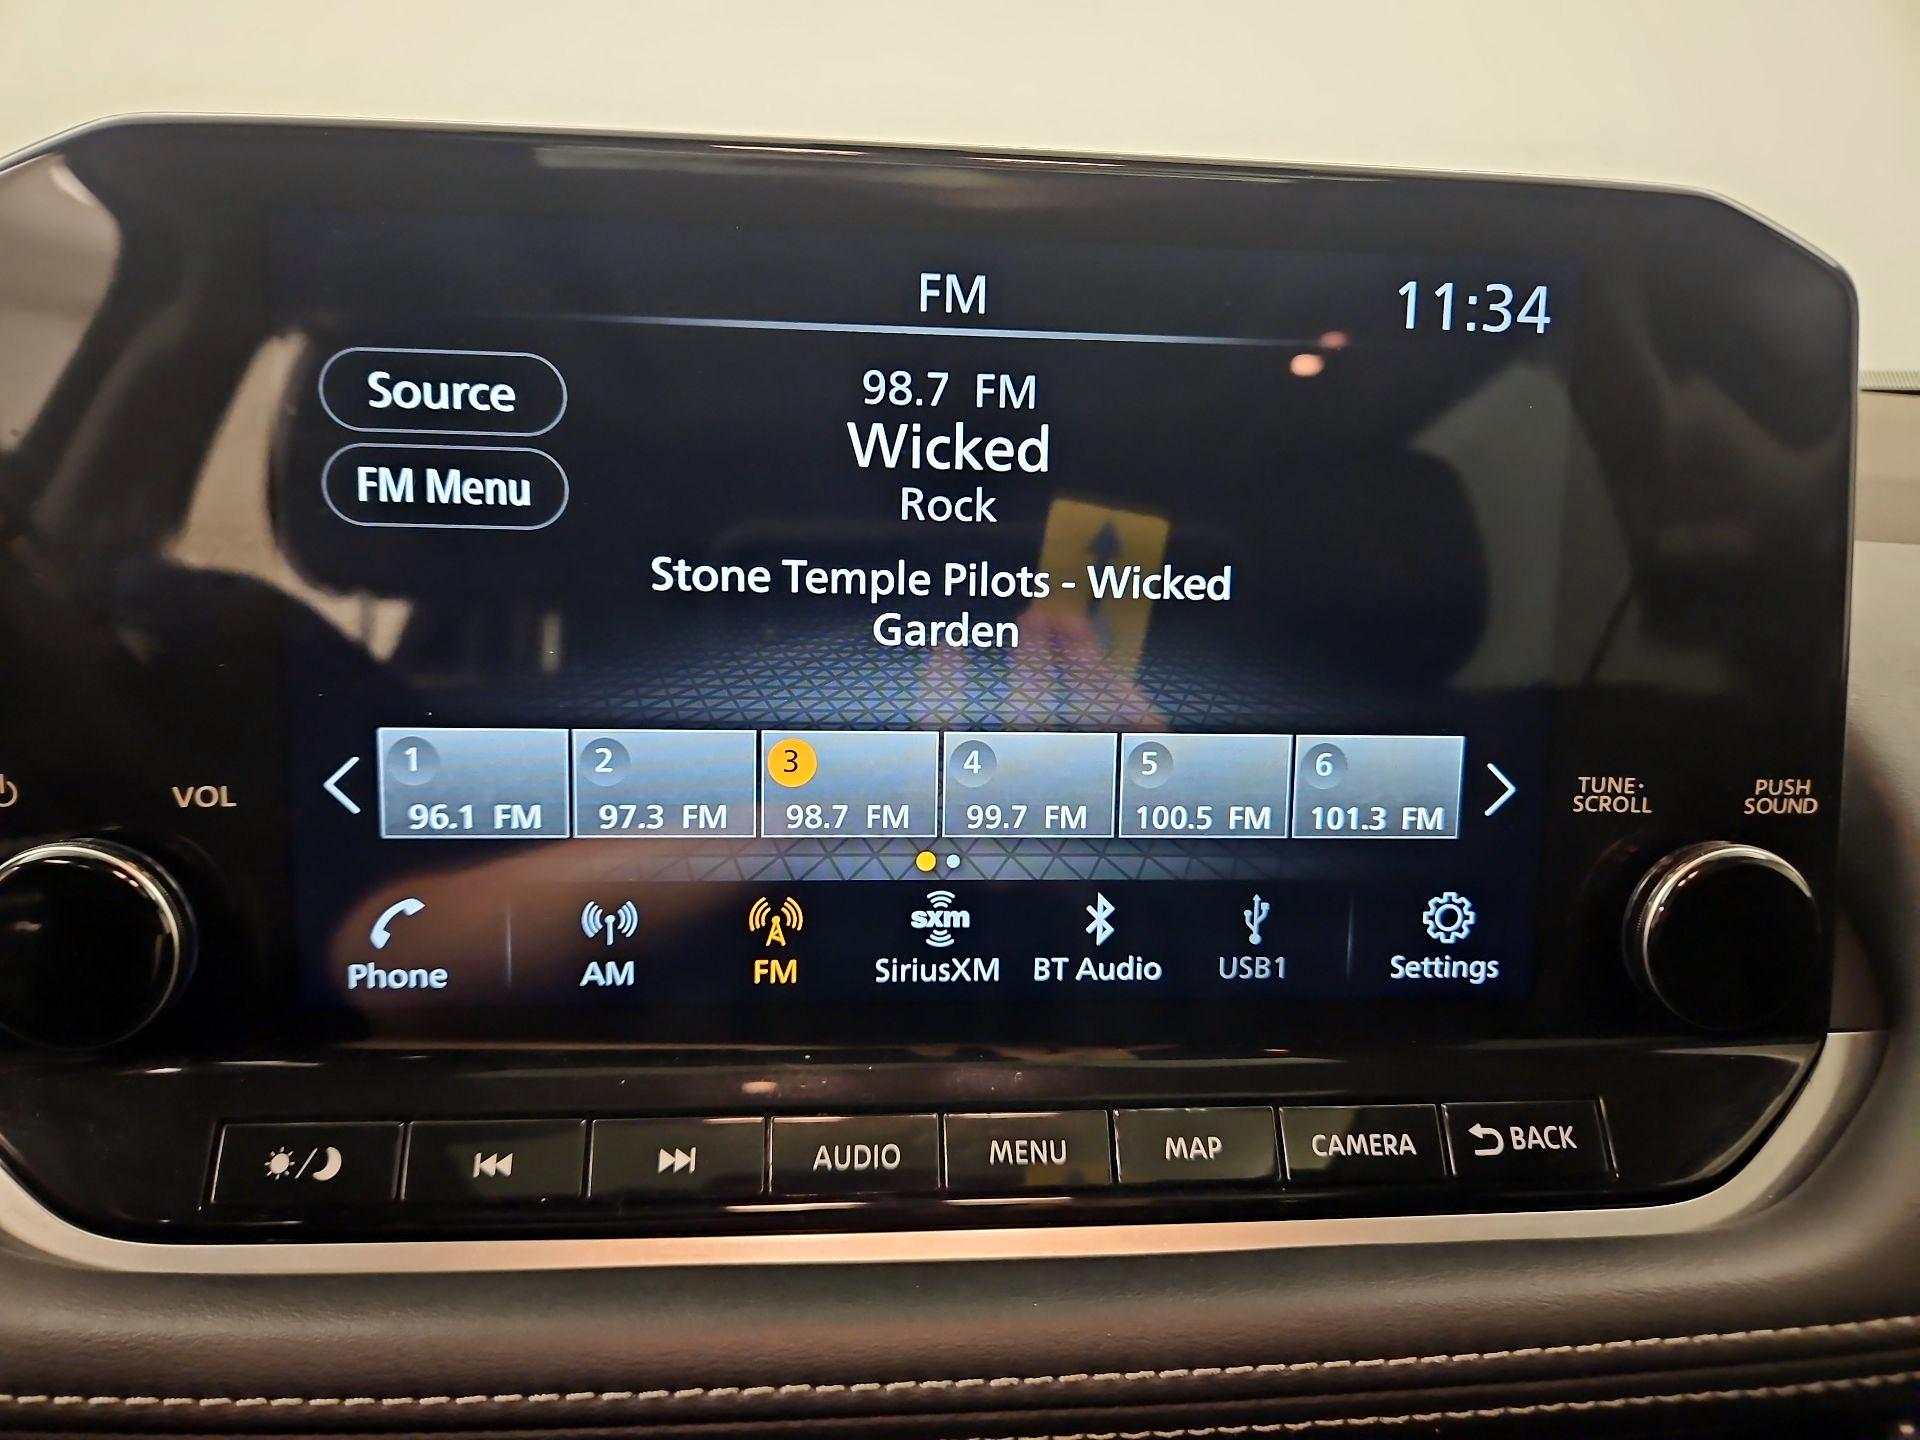 FM
11:34
Source
98.7 FM
Wicked
FM Menu
Rock
Stone Temple Pilots - Wicked
Garden
1
2
3
4
5
6
96.1 FM
97.3 FM
98.7 FM
99.7 FM
100.5 FM
101.3 FM
VOL
TUNE·
SCROLL
PUSH
SOUND
Phone
AM
FM
sxm
SiriusXM
BT Audio
USB1
Settings
AUDIO
MENU
MAP
CAMERA
BACK